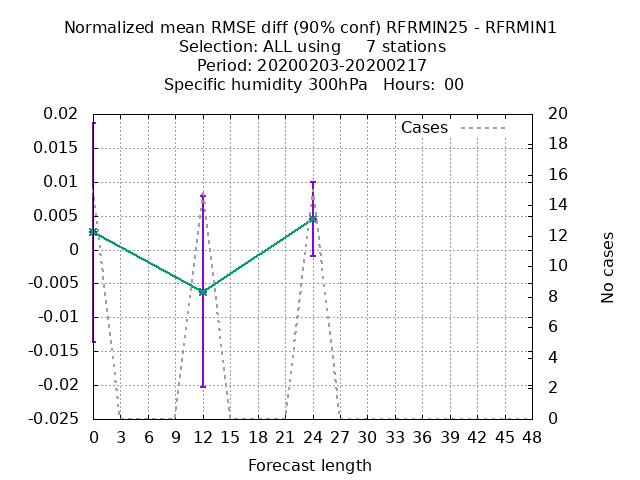 Normalized mean RMSE diff (90% conf) RFRMIN25 - RFRMIN1
Selection: ALL using     7 stations
Period: 20200203-20200217
Specific humidity 300hPa   Hours:  00
Cases
0.02
0.015
0.01
0.005
0
-0.005
-0.01
-0.015
-0.02
-0.025
20
18
16
14
12
10
8
6
4
2
0
No cases
0 3 6 9 12 15 18 21 24 27 30 33 36 39 42 45 48
Forecast length